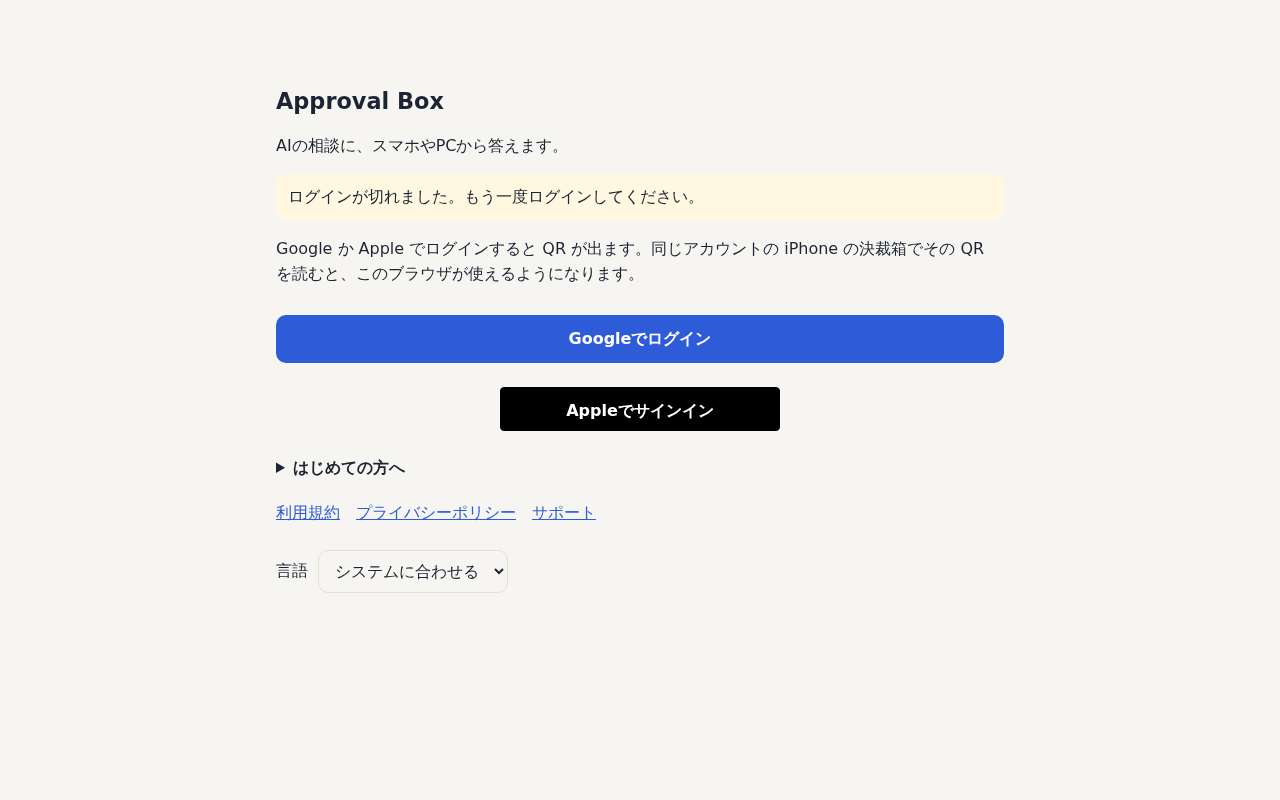 Approval Box
AIの相談に、スマホやPCから答えます。
ログインが切れました。もう一度ログインしてください。
Google か Apple でログインすると QR が出ます。同じアカウントの iPhone の決裁箱でその QR
を読むと、このブラウザが使えるようになります。
Googleでログイン
Appleでサインイン
はじめての方へ
利用規約 プライバシーポリシー サポート
言語 システムに合わせる